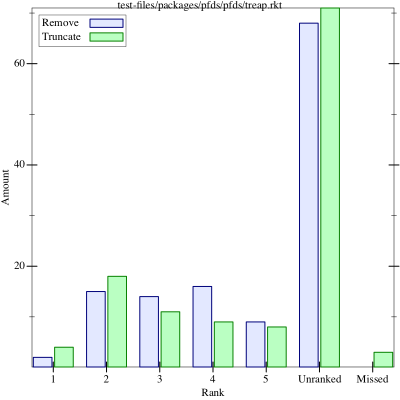 test-files/packages/pfds/pfds/treap.rkt
Remove
Truncate
60
40
20
Amount
1 2 3 4 5 Unranked Missed
Rank